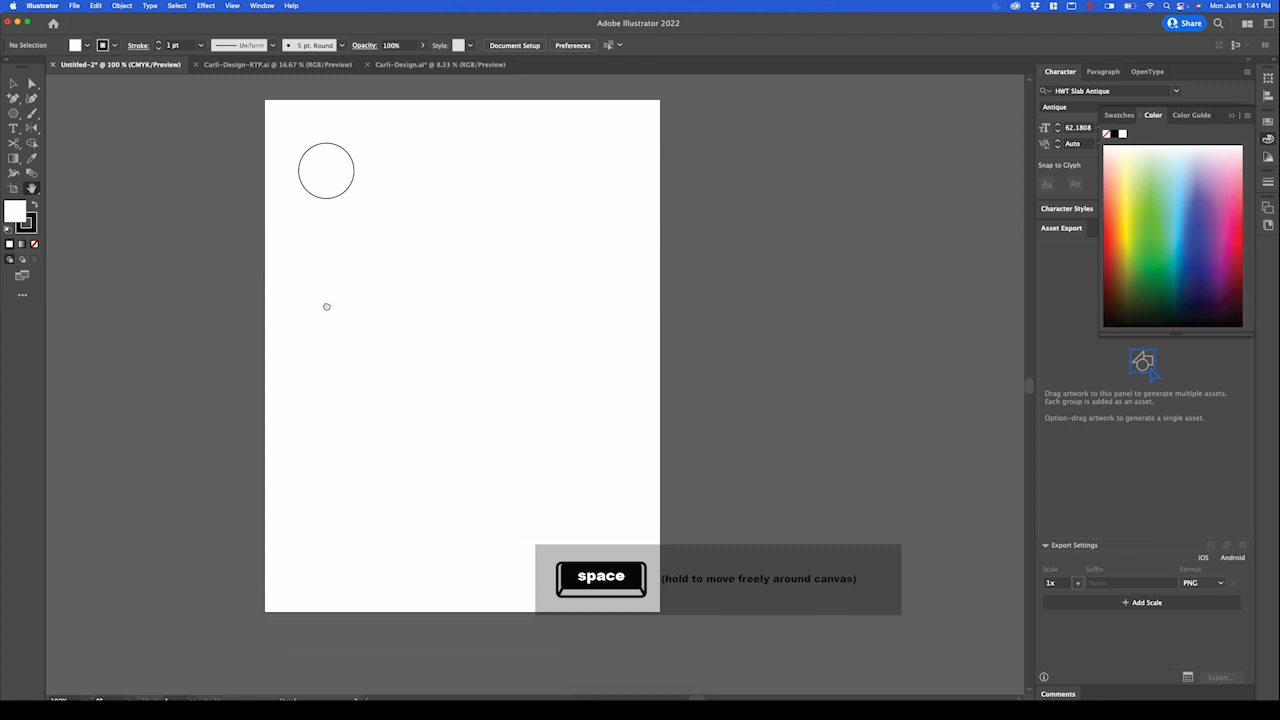 Illustrator File Edit Object Type Select Effect View Window Help
Mon Jun 6 1:41 PM
Adobe Illustrator 2022
Share
No Selection
Stroke: 1 pt
Uniform
5 pt. Round
Opacity: 100%
Style:
Document Setup
Preferences
Untitled-2* @ 100 % (CMYK/Preview)
Carli-Design-RTP.ai @ 16.67 % (RGB/Preview)
Carli-Design.ai* @ 8.33 % (RGB/Preview)
Character Paragraph OpenType
HWT Slab Antique
Antique
Swatches Color Color Guide
62.1808
Auto
Snap to Glyph
Character Styles
Asset Export
Drag artwork to this panel to generate multiple assets.
Each group is added as an asset.
Option-drag artwork to generate a single asset.
space (hold to move freely around canvas)
Export Settings
iOS Android
Scale Suffix Format
1x None PNG
+ Add Scale
Export...
Comments